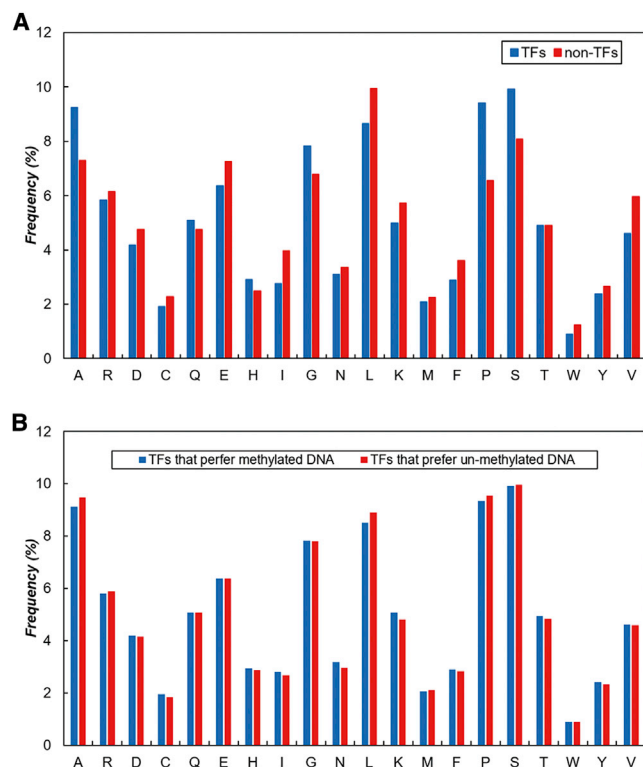 A
12
10
8
6
4
2
0
Frequency (%)
TFs non-TFs
A R D C Q E H I G N L K M F P S T W Y V
B
12
10
8
6
4
2
0
Frequency (%)
TFs that perfer methylated DNA TFs that prefer un-methylated DNA
A R D C Q E H I G N L K M F P S T W Y V